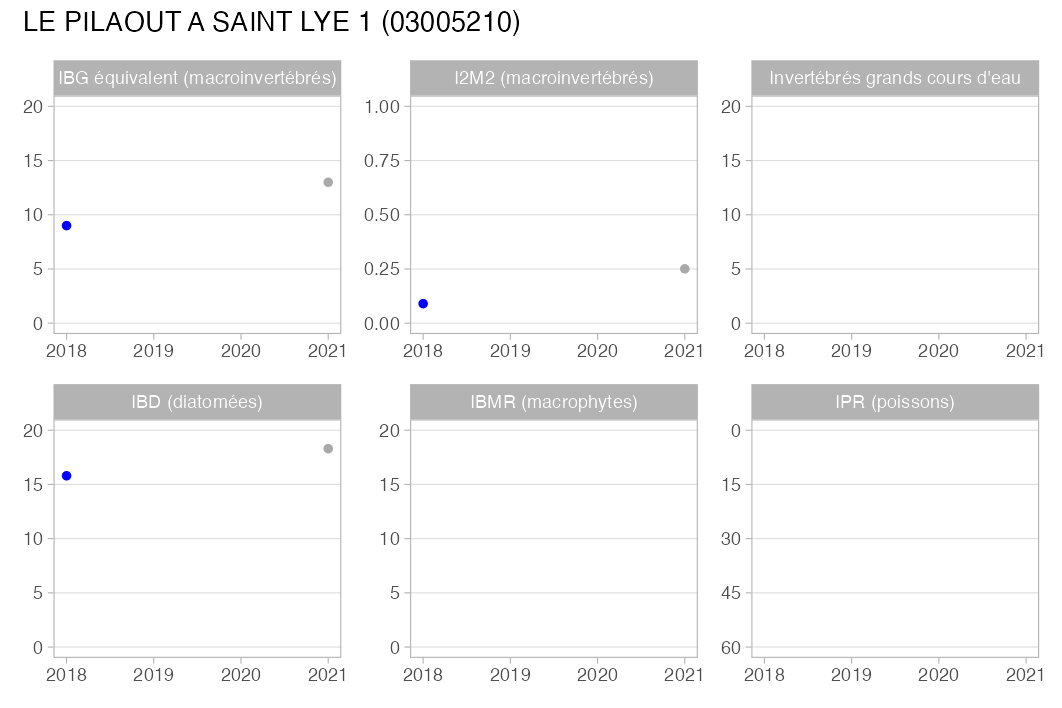 LE PILAOUT A SAINT LYE 1 (03005210)
IBG équivalent (macroinvertébrés)
20
15
10
5
0
2018 2019 2020 2021
I2M2 (macroinvertébrés)
1.00
0.75
0.50
0.25
0.00
2018 2019 2020 2021
Invertébrés grands cours d'eau
20
15
10
5
0
2018 2019 2020 2021
IBD (diatomées)
20
15
10
5
0
2018 2019 2020 2021
IBMR (macrophytes)
20
15
10
5
0
2018 2019 2020 2021
IPR (poissons)
0
15
30
45
60
2018 2019 2020 2021